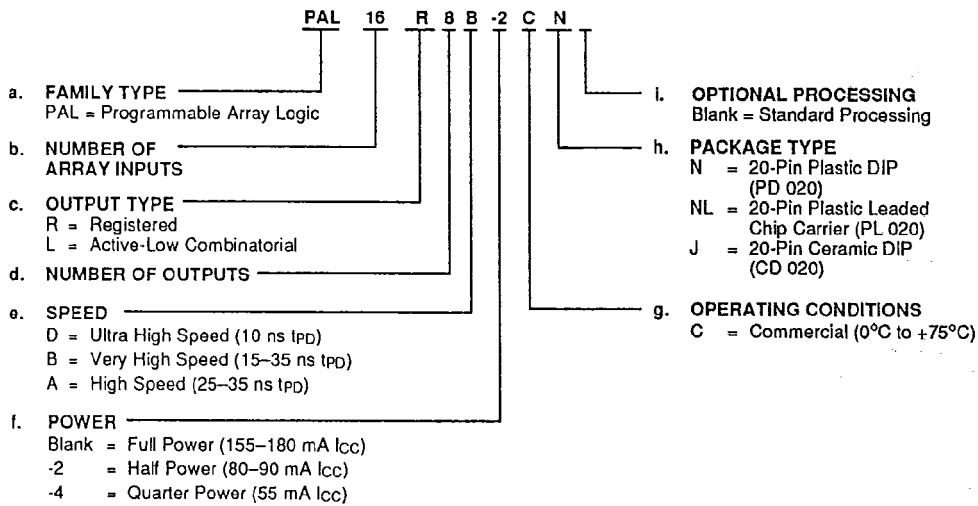 PAL 16 R 8 B -2 C N
a. FAMILY TYPE
PAL = Programmable Array Logic
b. NUMBER OF
ARRAY INPUTS
c. OUTPUT TYPE
R = Registered
L = Active-Low Combinatorial
d. NUMBER OF OUTPUTS
e. SPEED
D = Ultra High Speed (10 ns tPD)
B = Very High Speed (15–35 ns tPD)
A = High Speed (25–35 ns tPD)
f. POWER
Blank = Full Power (155–180 mA ICC)
-2 = Half Power (80–90 mA ICC)
-4 = Quarter Power (55 mA ICC)
i. OPTIONAL PROCESSING
Blank = Standard Processing
h. PACKAGE TYPE
N = 20-Pin Plastic DIP
(PD 020)
NL = 20-Pin Plastic Leaded
Chip Carrier (PL 020)
J = 20-Pin Ceramic DIP
(CD 020)
g. OPERATING CONDITIONS
C = Commercial (0°C to +75°C)